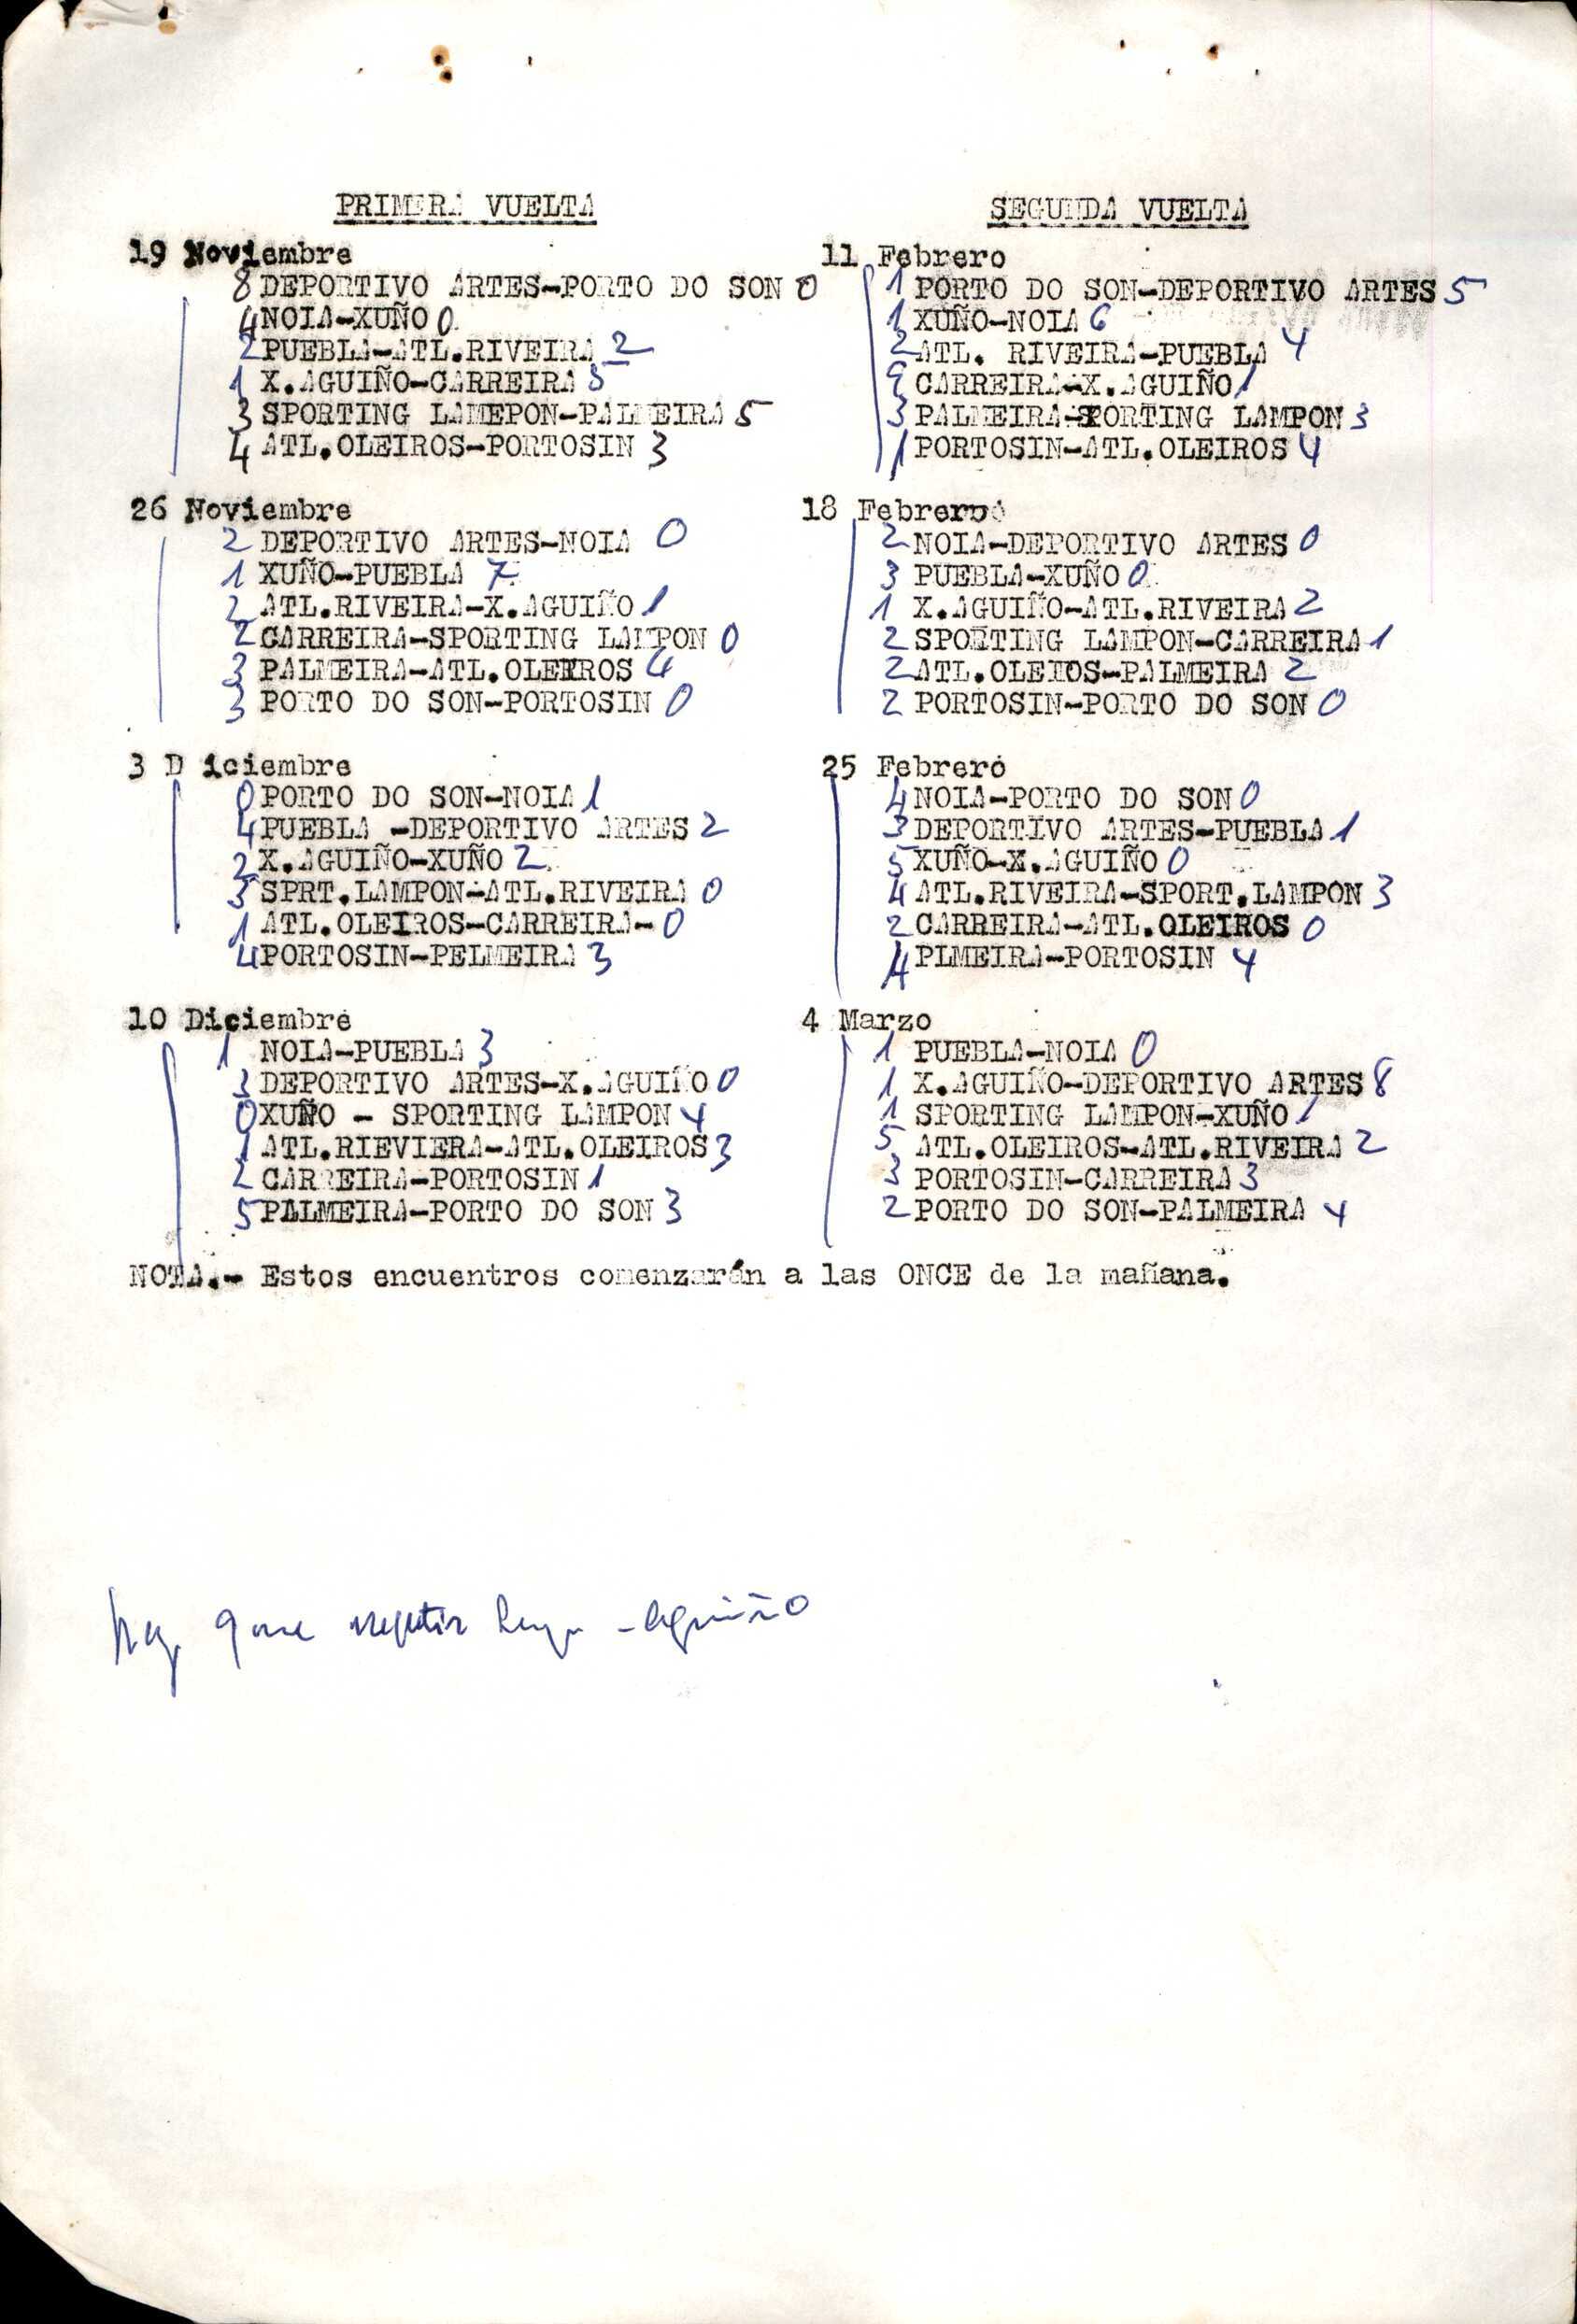 PRIMERA VUELTA
19 Noviembre
8 DEPORTIVO ARTES-PORTO DO SON 0
4 NOIA-XUÑO 0
2 PUEBLA-ATL.RIVEIRA 2
1 X.AGUIÑO-CARREIRA 5
3 SPORTING LAMEPON-PALMEIRA 5
4 ATL.OLEIROS-PORTOSIN 3
26 Noviembre
2 DEPORTIVO ARTES-NOIA 0
1 XUÑO-PUEBLA 7
2 ATL.RIVEIRA-X.AGUIÑO 1
2 CARREIRA-SPORTING LAMPON 0
3 PALMEIRA-ATL.OLEIROS 4
3 PORTO DO SON-PORTOSIN 0
3 D iciembre
0 PORTO DO SON-NOIA 1
4 PUEBLA -DEPORTIVO ARTES 2
2 X.AGUIÑO-XUÑO 2
3 SPRT.LAMPON-ATL.RIVEIRA 0
1 ATL.OLEIROS-CARREIRA- 0
4 PORTOSIN-PELMEIRA 3
10 Diciembre
1 NOIA-PUEBLA 3
3 DEPORTIVO ARTES-X.AGUIÑO 0
0 XUÑO - SPORTING LAMPON 4
1 ATL.RIEVIERA-ATL.OLEIROS 3
2 CARREIRA-PORTOSIN 1
5 PALMEIRA-PORTO DO SON 3
SEGUNDA VUELTA
11 Febrero
1 PORTO DO SON-DEPORTIVO ARTES 5
1 XUÑO-NOIA 6
2 ATL. RIVEIRA-PUEBLA 4
9 CARREIRA-X.AGUIÑO 1
3 PALMEIRA-SPORTING LAMPON 3
1 PORTOSIN-ATL.OLEIROS 4
18 Febrero
2 NOIA-DEPORTIVO ARTES 0
3 PUEBLA-XUÑO 0
1 X.AGUIÑO-ATL.RIVEIRA 2
2 SPORTING LAMPON-CARREIRA 1
2 ATL.OLEIOS-PALMEIRA 2
2 PORTOSIN-PORTO DO SON 0
25 Febrero
4 NOIA-PORTO DO SON 0
3 DEPORTIVO ARTES-PUEBLA 1
5 XUÑO-X.AGUIÑO 0
4 ATL.RIVEIRA-SPORT.LAMPON 3
2 CARREIRA-ATL.OLEIROS 0
4 PLMEIRA-PORTOSIN 4
4 Marzo
1 PUEBLA-NOIA 0
1 X.AGUIÑO-DEPORTIVO ARTES 8
1 SPORTING LAMPON-XUÑO 1
5 ATL.OLEIROS-ATL.RIVEIRA 2
3 PORTOSIN-CARREIRA 3
2 PORTO DO SON-PALMEIRA 4
NOTA.- Estos encuentros comenzarán a las ONCE de la mañana.
hay que repetir - Aguiño